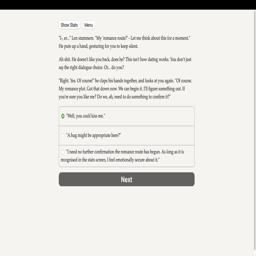 Show Stats Menu
"I-, er...," Len stammers. "My 'romance route?' - Let me think about this for a moment."
He puts up a hand, gesturing for you to keep silent.
Ah shit. He doesn't like you back, does he? This isn't how dating works. You don't just
say the right dialogue choice. Or... do you?
"Right. Yes. Of course!" he claps his hands together, and looks at you again. "Of course.
My romance plot. Got that down now. We can begin it. I'll figure something out. If
you're sure you like me? Do we, ah, need to do something to confirm it?"
"Well, you could kiss me."
"A hug might be appropriate here?"
"I need no further confirmation the romance route has begun. As long as it is
recognised in the stats screen, I feel emotionally secure about it."
Next